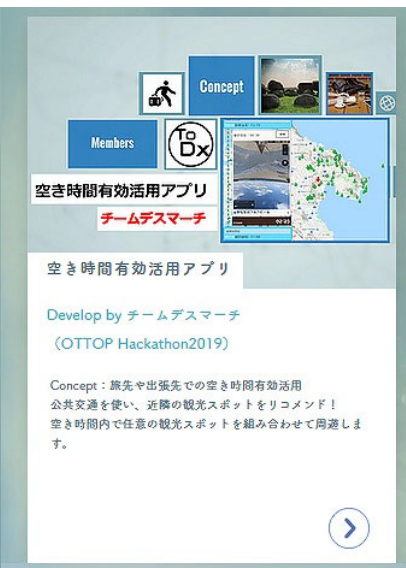 Concept
Members
To
Dx
空き時間有効活用アプリ
チームデスマーチ
空き時間有効活用アプリ
Develop by チームデスマーチ
（OTTOP Hackathon2019）
Concept：旅先や出張先での空き時間有効活用
公共交通を使い、近隣の観光スポットをリコメンド！
空き時間内で任意の観光スポットを組み合わせて周遊しま
す。